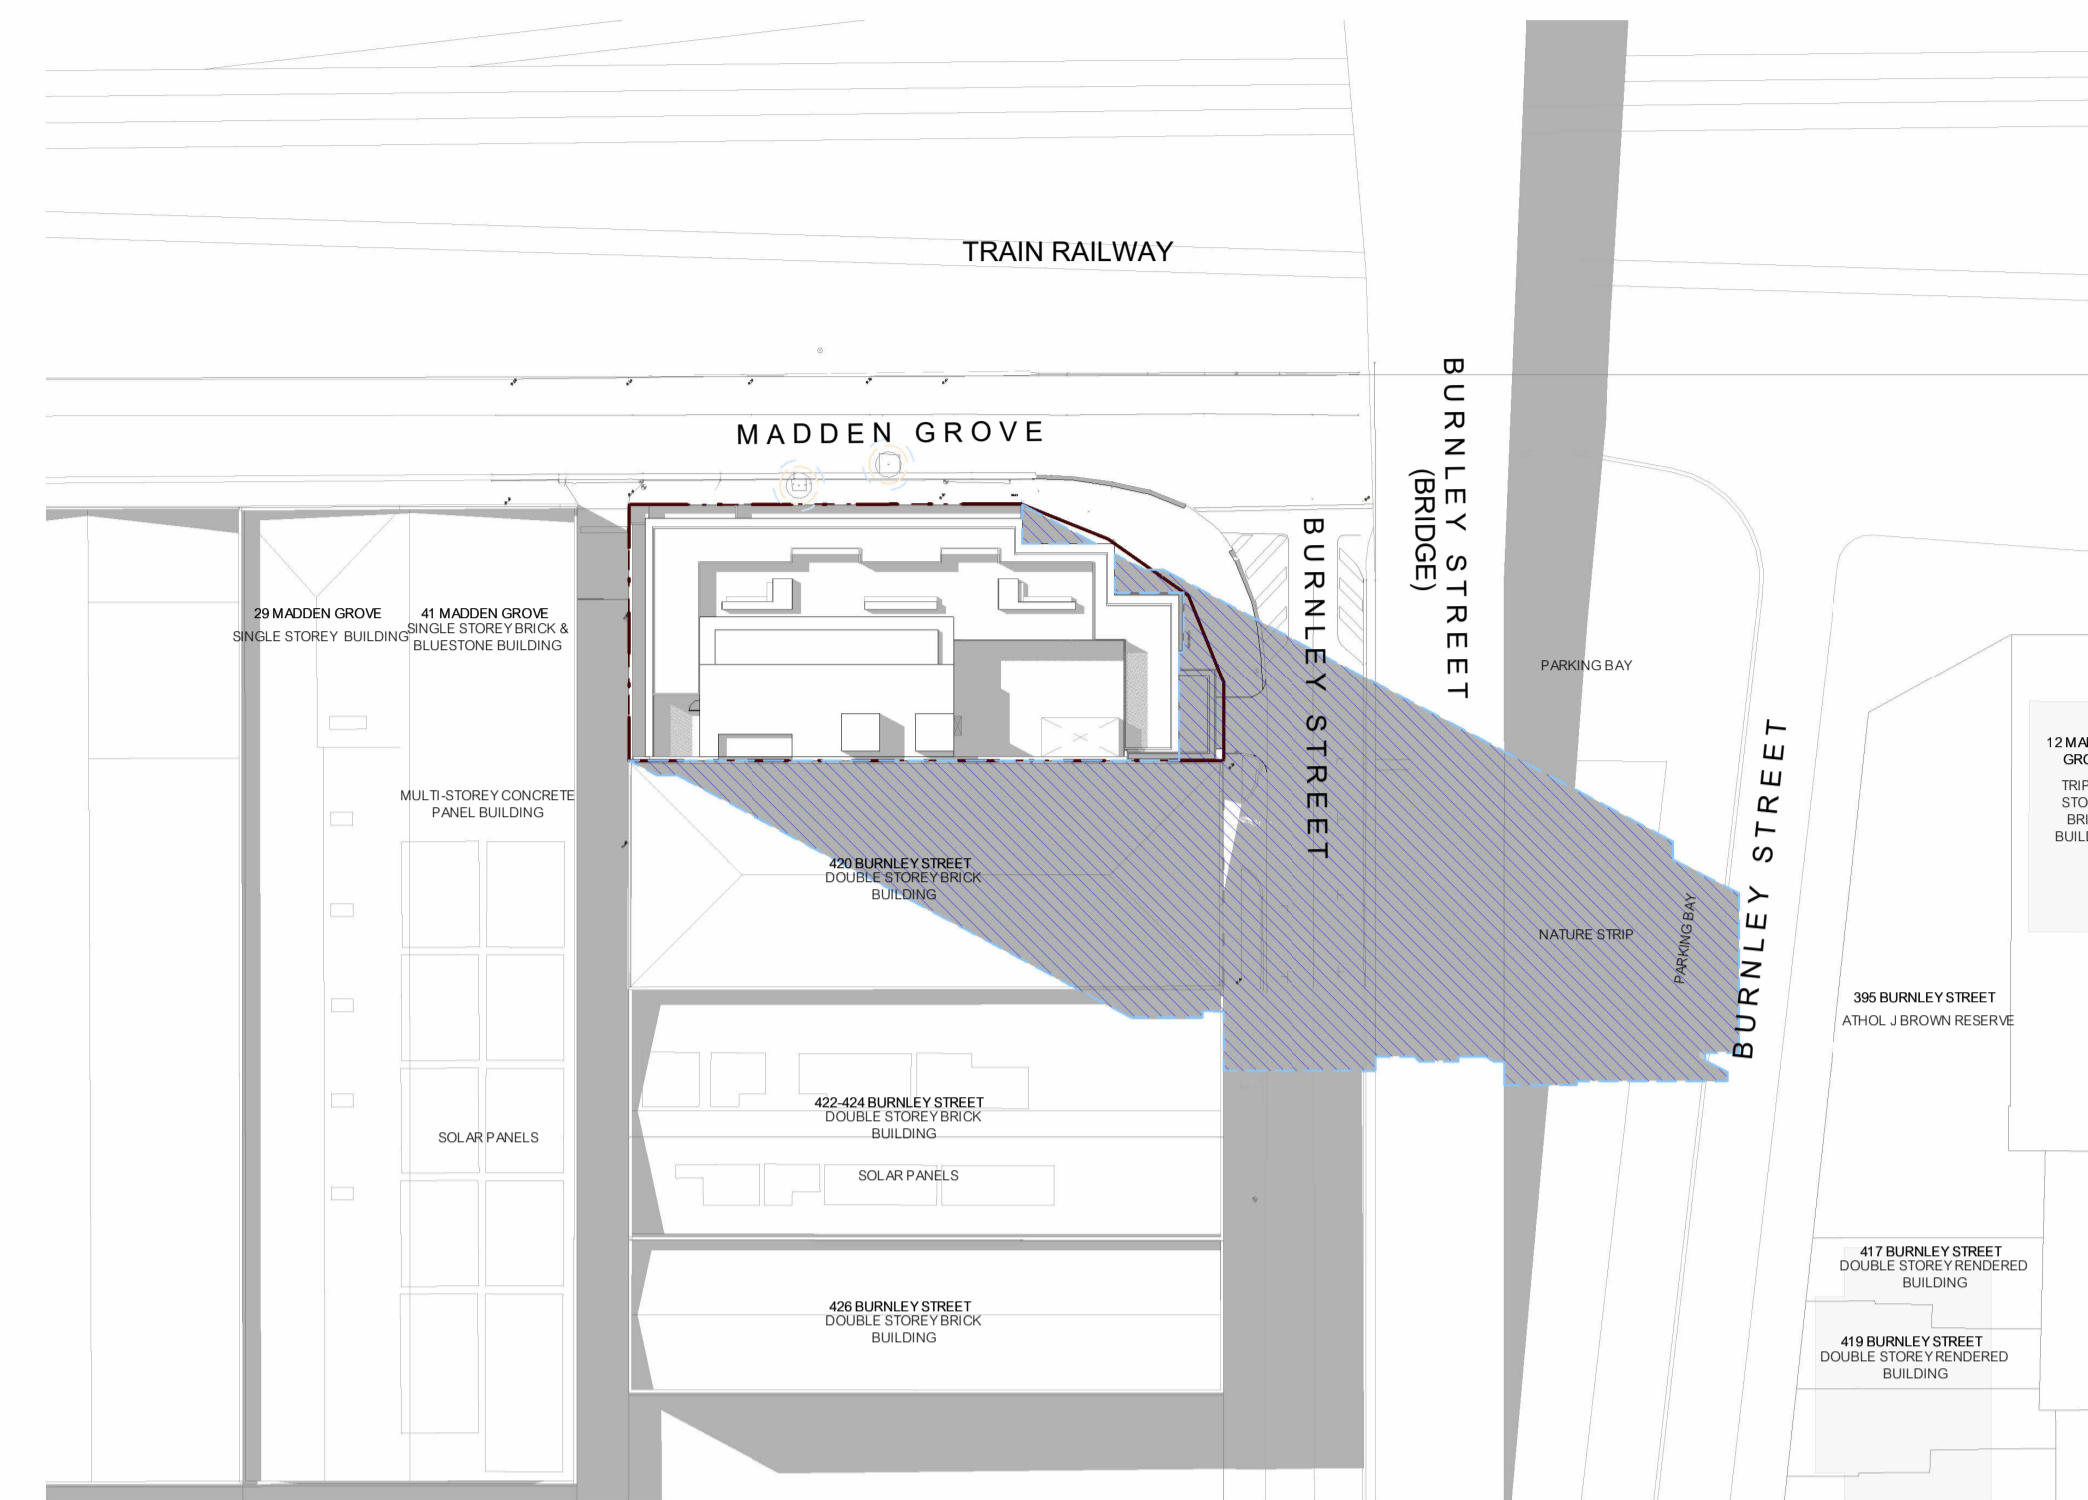 TRAIN RAILWAY
MADDEN GROVE
BURNLEY STREET
(BRIDGE)
BURNLEY STREET
BURNLEY STREET
29 MADDEN GROVE
SINGLE STOREY BUILDING
41 MADDEN GROVE
SINGLE STOREY BRICK &
BLUESTONE BUILDING
MULTI-STOREY CONCRETE
PANEL BUILDING
SOLAR PANELS
420 BURNLEY STREET
DOUBLE STOREY BRICK
BUILDING
422-424 BURNLEY STREET
DOUBLE STOREY BRICK
BUILDING
SOLAR PANELS
426 BURNLEY STREET
DOUBLE STOREY BRICK
BUILDING
PARKING BAY
NATURE STRIP
PARKING BAY
395 BURNLEY STREET
ATHOL J BROWN RESERVE
417 BURNLEY STREET
DOUBLE STOREY RENDERED
BUILDING
419 BURNLEY STREET
DOUBLE STOREY RENDERED
BUILDING
12